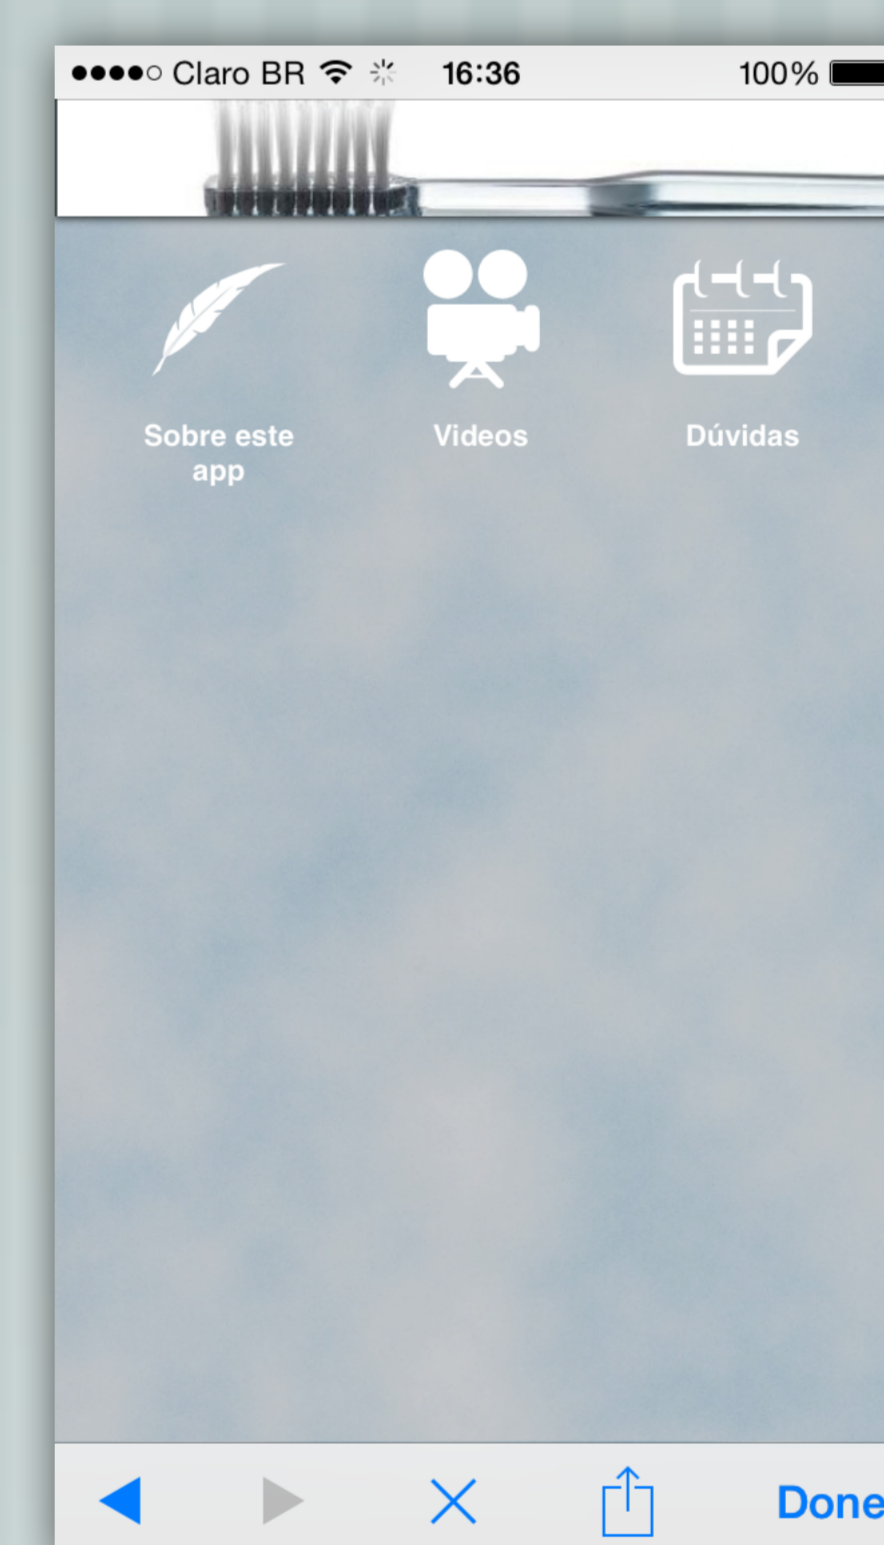 Claro BR 16:36 100%
Sobre este
app
Videos
Dúvidas
Done